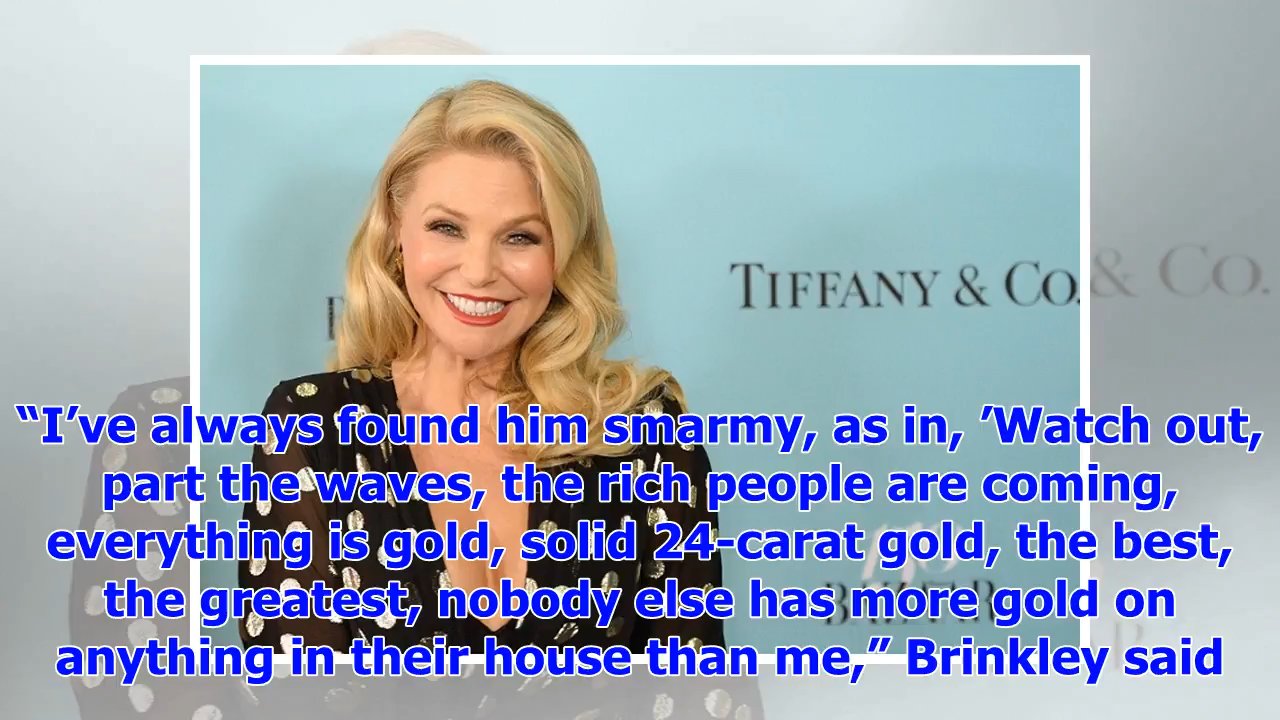 TIFFANY & CO.
& CO.
“I’ve always found him smarmy, as in, ’Watch out,
part the waves, the rich people are coming,
everything is gold, solid 24-carat gold, the best,
the greatest, nobody else has more gold on
anything in their house than me,” Brinkley said